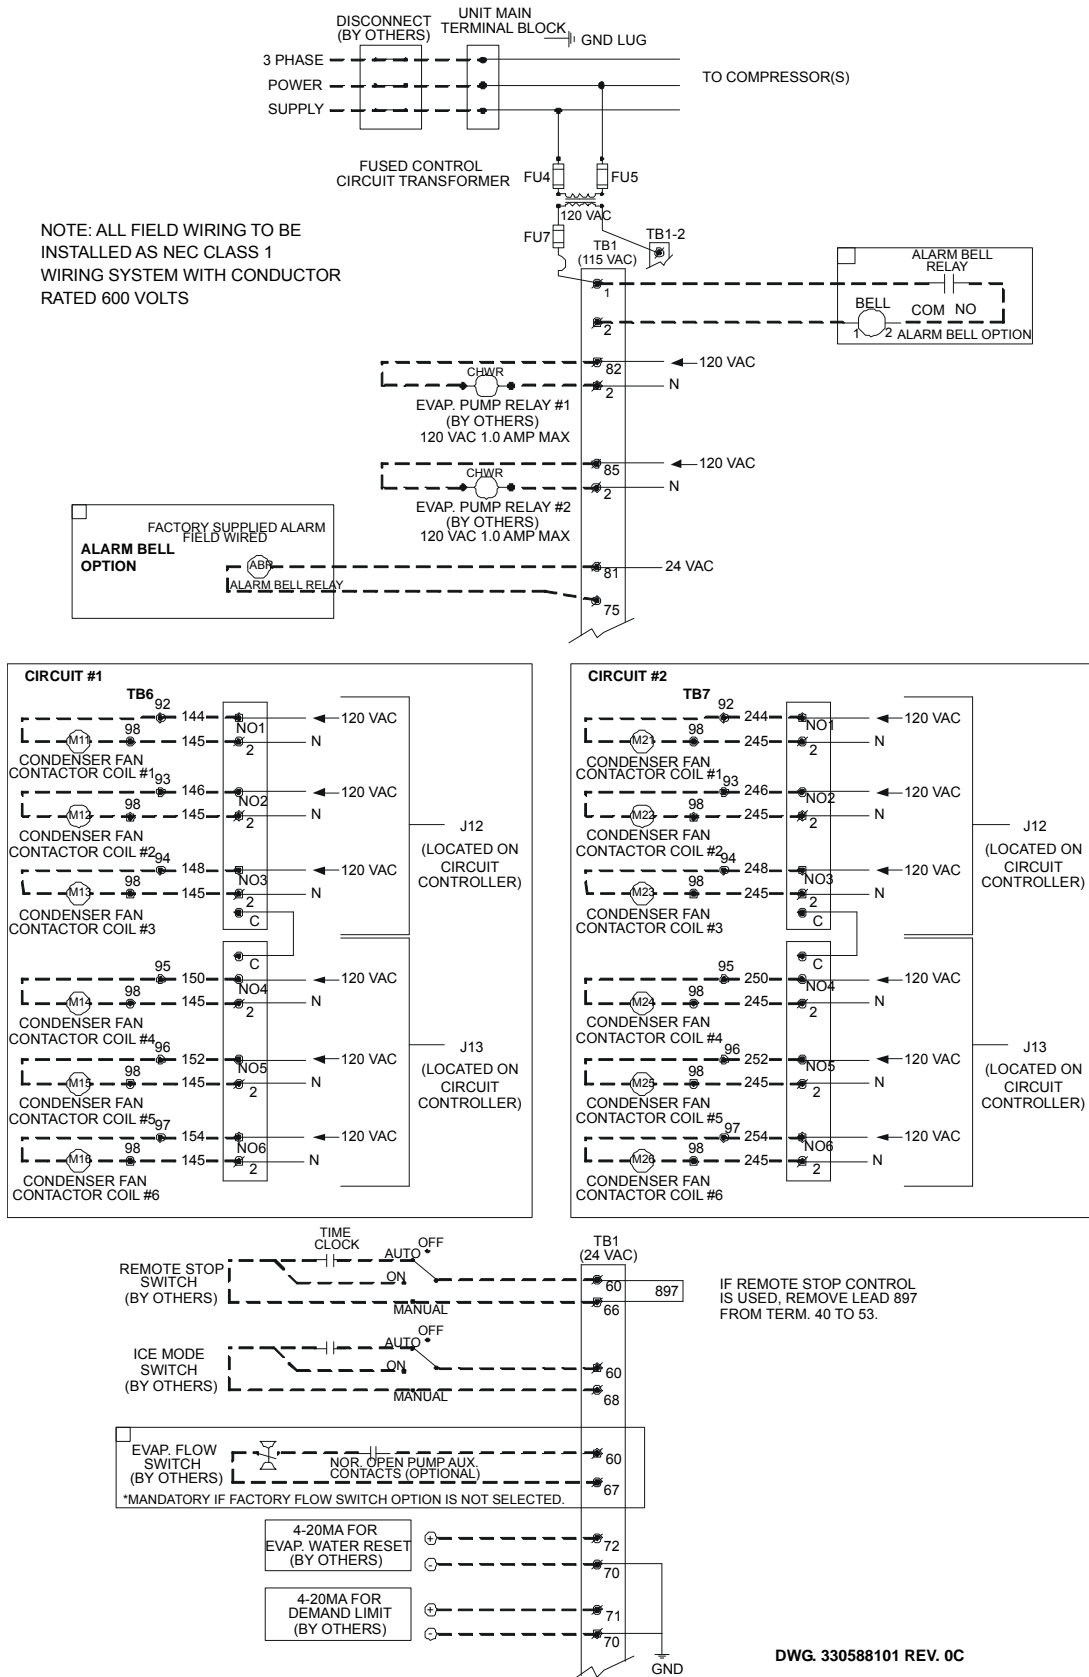 DISCONNECT
(BY OTHERS)
UNIT MAIN
TERMINAL BLOCK
GND LUG
3 PHASE
POWER
SUPPLY
TO COMPRESSOR(S)
FUSED CONTROL
CIRCUIT TRANSFORMER
FU4
FU5
120 VAC
FU7
TB1
(115 VAC)
TB1-2
NOTE: ALL FIELD WIRING TO BE
INSTALLED AS NEC CLASS 1
WIRING SYSTEM WITH CONDUCTOR
RATED 600 VOLTS
ALARM BELL
RELAY
BELL
COM NO
1 2
ALARM BELL OPTION
1
2
82
120 VAC
CHWR
2
N
EVAP. PUMP RELAY #1
(BY OTHERS)
120 VAC 1.0 AMP MAX
85
120 VAC
CHWR
2
N
EVAP. PUMP RELAY #2
(BY OTHERS)
120 VAC 1.0 AMP MAX
FACTORY SUPPLIED ALARM
FIELD WIRED
ALARM BELL
OPTION
ABR
ALARM BELL RELAY
81
24 VAC
75
CIRCUIT #1
TB6
92
144
NO1
120 VAC
M11
98
145
2
N
CONDENSER FAN
CONTACTOR COIL #1
93
146
NO2
120 VAC
M12
98
145
2
N
CONDENSER FAN
CONTACTOR COIL #2
94
148
NO3
120 VAC
M13
98
145
2
N
C
CONDENSER FAN
CONTACTOR COIL #3
J12
(LOCATED ON
CIRCUIT
CONTROLLER)
C
95
150
NO4
120 VAC
M14
98
145
2
N
CONDENSER FAN
CONTACTOR COIL #4
96
152
NO5
120 VAC
M15
98
145
2
N
CONDENSER FAN
CONTACTOR COIL #5
97
154
NO6
120 VAC
M16
98
145
2
N
CONDENSER FAN
CONTACTOR COIL #6
J13
(LOCATED ON
CIRCUIT
CONTROLLER)
CIRCUIT #2
TB7
92
244
NO1
120 VAC
M21
98
245
2
N
CONDENSER FAN
CONTACTOR COIL #1
93
246
NO2
120 VAC
M22
98
245
2
N
CONDENSER FAN
CONTACTOR COIL #2
94
248
NO3
120 VAC
M23
98
245
2
N
C
CONDENSER FAN
CONTACTOR COIL #3
J12
(LOCATED ON
CIRCUIT
CONTROLLER)
C
95
250
NO4
120 VAC
M24
98
245
2
N
CONDENSER FAN
CONTACTOR COIL #4
96
252
NO5
120 VAC
M25
98
245
2
N
CONDENSER FAN
CONTACTOR COIL #5
97
254
NO6
120 VAC
M26
98
245
2
N
CONDENSER FAN
CONTACTOR COIL #6
J13
(LOCATED ON
CIRCUIT
CONTROLLER)
TIME
CLOCK
OFF
AUTO
ON
MANUAL
REMOTE STOP
SWITCH
(BY OTHERS)
TB1
(24 VAC)
60
897
66
IF REMOTE STOP CONTROL
IS USED, REMOVE LEAD 897
FROM TERM. 40 TO 53.
OFF
AUTO
ON
MANUAL
ICE MODE
SWITCH
(BY OTHERS)
60
68
EVAP. FLOW
SWITCH
(BY OTHERS)
NOR. OPEN PUMP AUX.
CONTACTS (OPTIONAL)
60
67
*MANDATORY IF FACTORY FLOW SWITCH OPTION IS NOT SELECTED.
4-20MA FOR
EVAP. WATER RESET
(BY OTHERS)
+
-
72
70
4-20MA FOR
DEMAND LIMIT
(BY OTHERS)
+
-
71
70
GND
DWG. 330588101 REV. 0C